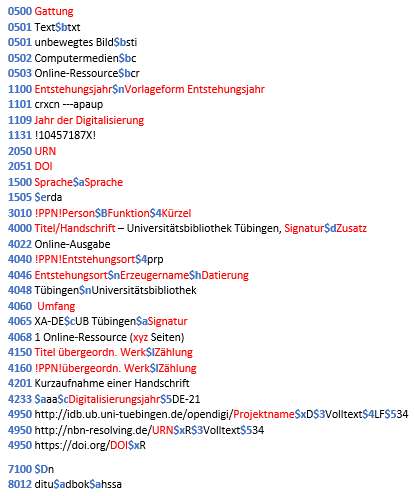 0500 Gattung
0501 Text$btxt
0501 unbewegtes Bild$bsti
0502 Computermedien$bc
0503 Online-Ressource$bcr
1100 Entstehungsjahr$nVorlageform Entstehungsjahr
1101 crxcn ---apaup
1109 Jahr der Digitalisierung
1131 !10457187X!
2050 URN
2051 DOI
1500 Sprache$aSprache
1505 $erda
3010 !PPN!Person$BFunktion$4Kürzel
4000 Titel/Handschrift – Universitätsbibliothek Tübingen, Signatur$dZusatz
4022 Online-Ausgabe
4040 !PPN!Entstehungsort$4prp
4046 Entstehungsort$nErzeugername$hDatierung
4048 Tübingen$nUniversitätsbibliothek
4060 Umfang
4065 XA-DE$cUB Tübingen$aSignatur
4068 1 Online-Ressource (xyz Seiten)
4150 Titel übergeordn. Werk$lZählung
4160 !PPN!übergeordn. Werk$lZählung
4201 Kurzaufnahme einer Handschrift
4233 $aaa$cDigitalisierungsjahr$5DE-21
4950 http://idb.ub.uni-tuebingen.de/opendigi/Projektname$xD$3Volltext$4LF$534
4950 http://nbn-resolving.de/URN$xR$3Volltext$534
4950 https://doi.org/DOI$xR
7100 $Dn
8012 ditu$adbok$ahssa